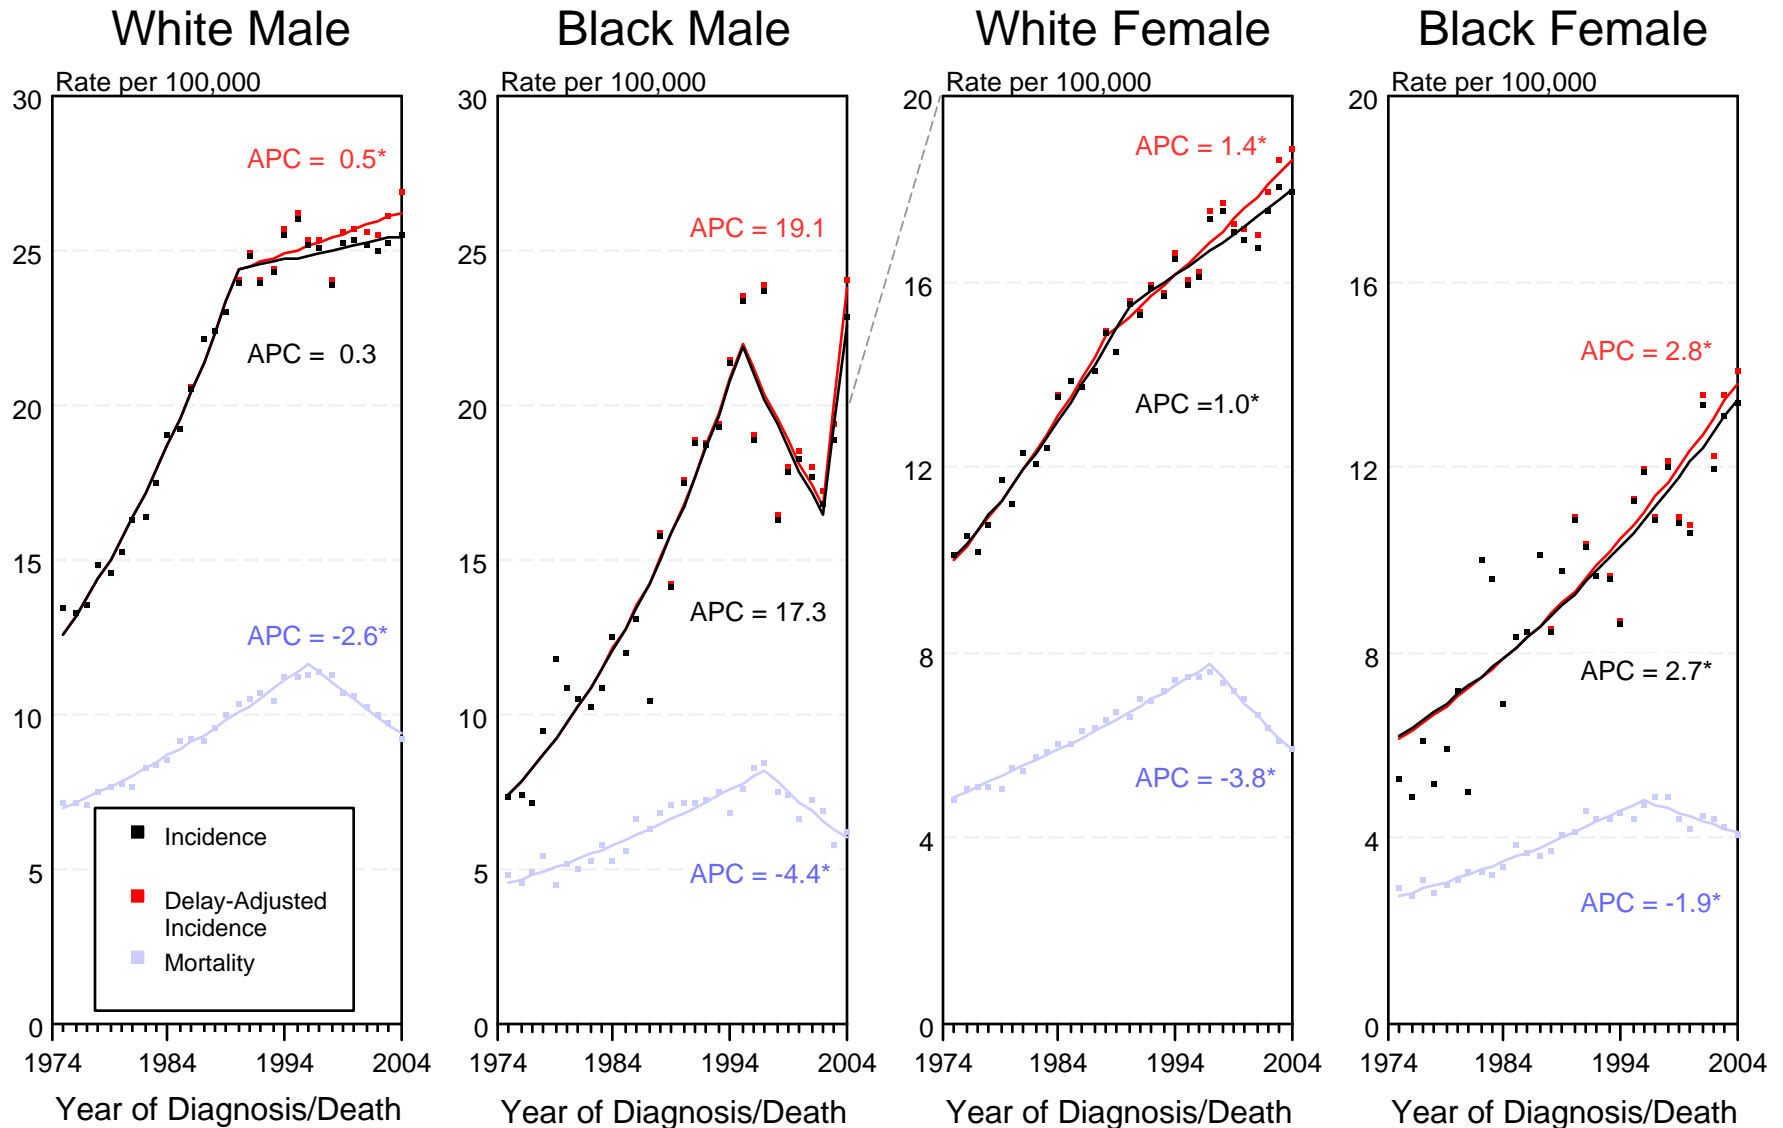 White Male
Rate per 100,000
30
25
20
15
10
5
0
APC = 0.5*
APC = 0.3
APC = -2.6*
Incidence
Delay-Adjusted
Incidence
Mortality
1974 1984 1994 2004
Year of Diagnosis/Death
Black Male
Rate per 100,000
30
25
20
15
10
5
0
APC = 19.1
APC = 17.3
APC = -4.4*
1974 1984 1994 2004
Year of Diagnosis/Death
White Female
Rate per 100,000
20
16
12
8
4
0
APC = 1.4*
APC =1.0*
APC = -3.8*
1974 1984 1994 2004
Year of Diagnosis/Death
Black Female
Rate per 100,000
20
16
12
8
4
0
APC = 2.8*
APC = 2.7*
APC = -1.9*
1974 1984 1994 2004
Year of Diagnosis/Death